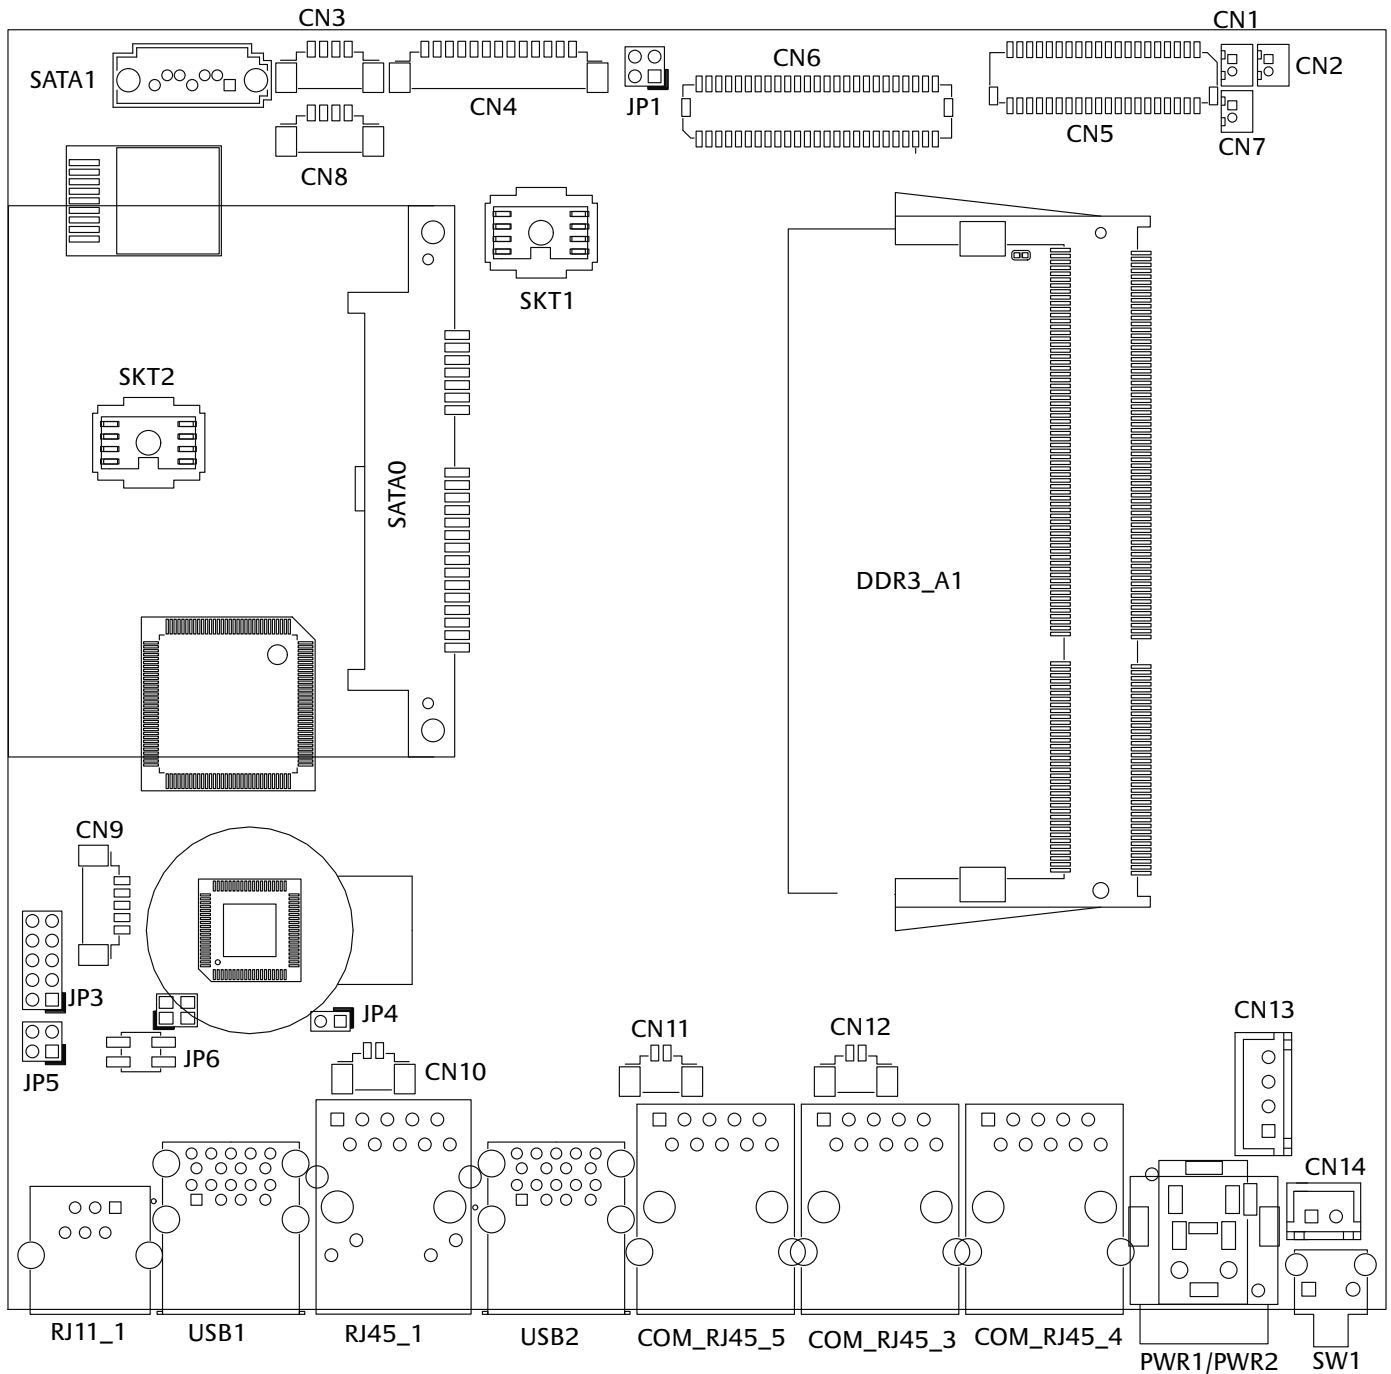 CN3
CN1
SATA1
CN4
JP1
CN6
CN5
CN2
CN7
CN8
SKT1
SKT2
SATA0
DDR3_A1
CN9
JP3
JP4
JP5
JP6
CN10
CN11
CN12
CN13
CN14
RJ11_1
USB1
RJ45_1
USB2
COM_RJ45_5
COM_RJ45_3
COM_RJ45_4
PWR1/PWR2
SW1